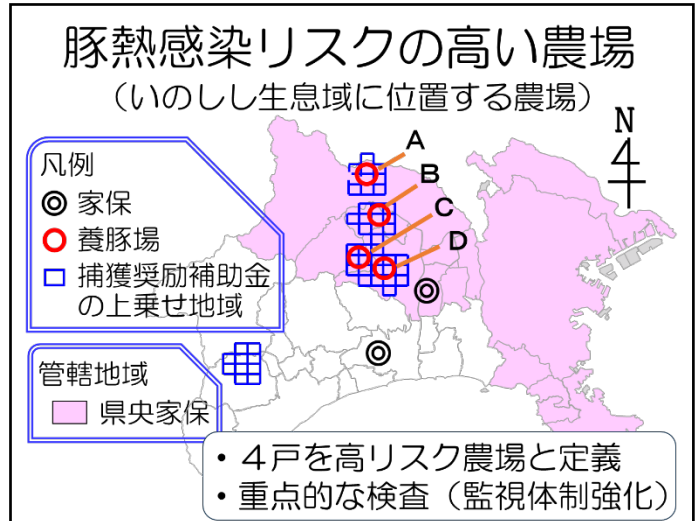 豚熱感染リスクの高い農場
（いのしし生息域に位置する農場）
N
A
B
C
D
凡例
家保
養豚場
捕獲奨励補助金
の上乗せ地域
管轄地域
県央家保
・４戸を高リスク農場と定義
・重点的な検査（監視体制強化）